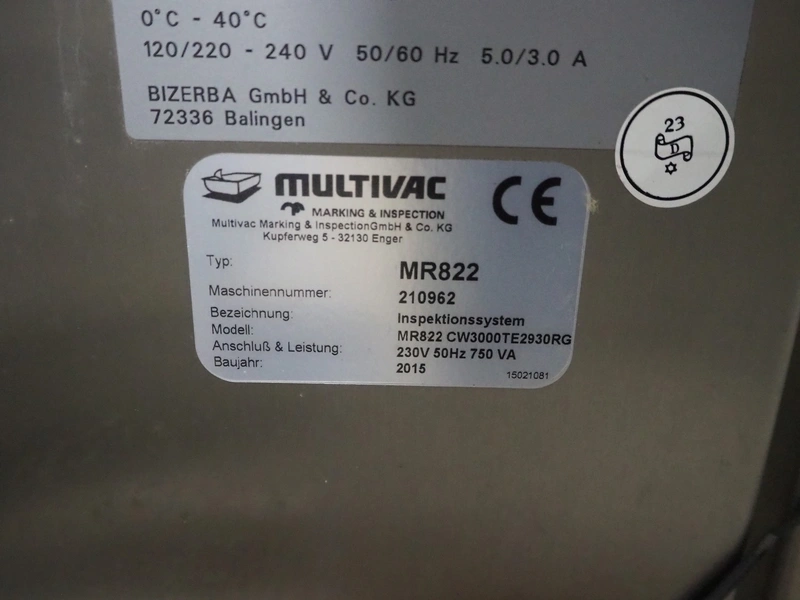 0°C - 40°C
120/220 - 240 V 50/60 Hz 5.0/3.0 A
BIZERBA GmbH & Co. KG
72336 Balingen
23
D
MULTIVAC
MARKING & INSPECTION
CE
Multivac Marking & InspectionGmbH & Co. KG
Kupferweg 5 - 32130 Enger
Typ: MR822
Maschinennummer: 210962
Bezeichnung: Inspektionssystem
Modell: MR822 CW3000TE2930RG
Anschluß & Leistung: 230V 50Hz 750 VA
Baujahr: 2015
15021081